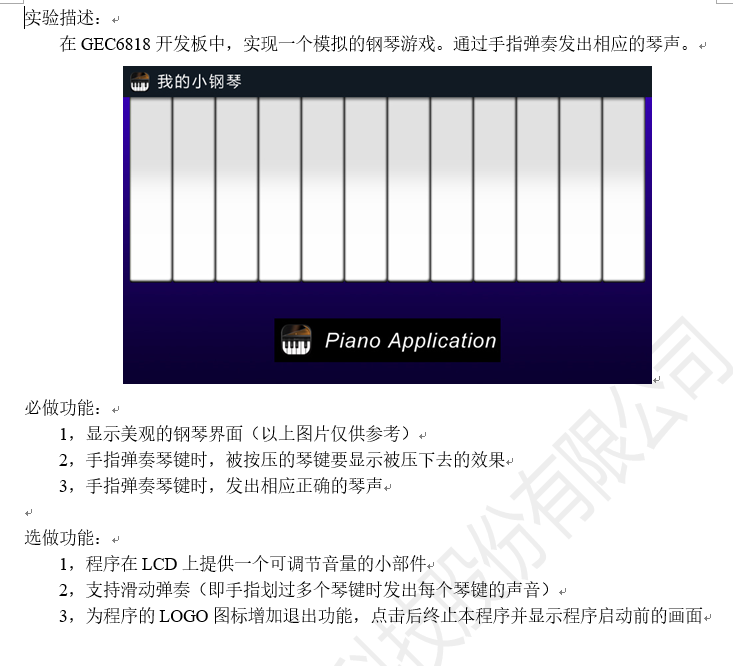 实验描述：
在 GEC6818 开发板中，实现一个模拟的钢琴游戏。通过手指弹奏发出相应的琴声。
我的小钢琴
Piano Application
必做功能：
1，显示美观的钢琴界面（以上图片仅供参考）
2，手指弹奏琴键时，被按压的琴键要显示被压下去的效果
3，手指弹奏琴键时，发出相应正确的琴声
选做功能：
1，程序在 LCD 上提供一个可调节音量的小部件
2，支持滑动弹奏（即手指划过多个琴键时发出每个琴键的声音）
3，为程序的 LOGO 图标增加退出功能，点击后终止本程序并显示程序启动前的画面
科技股份有限公司